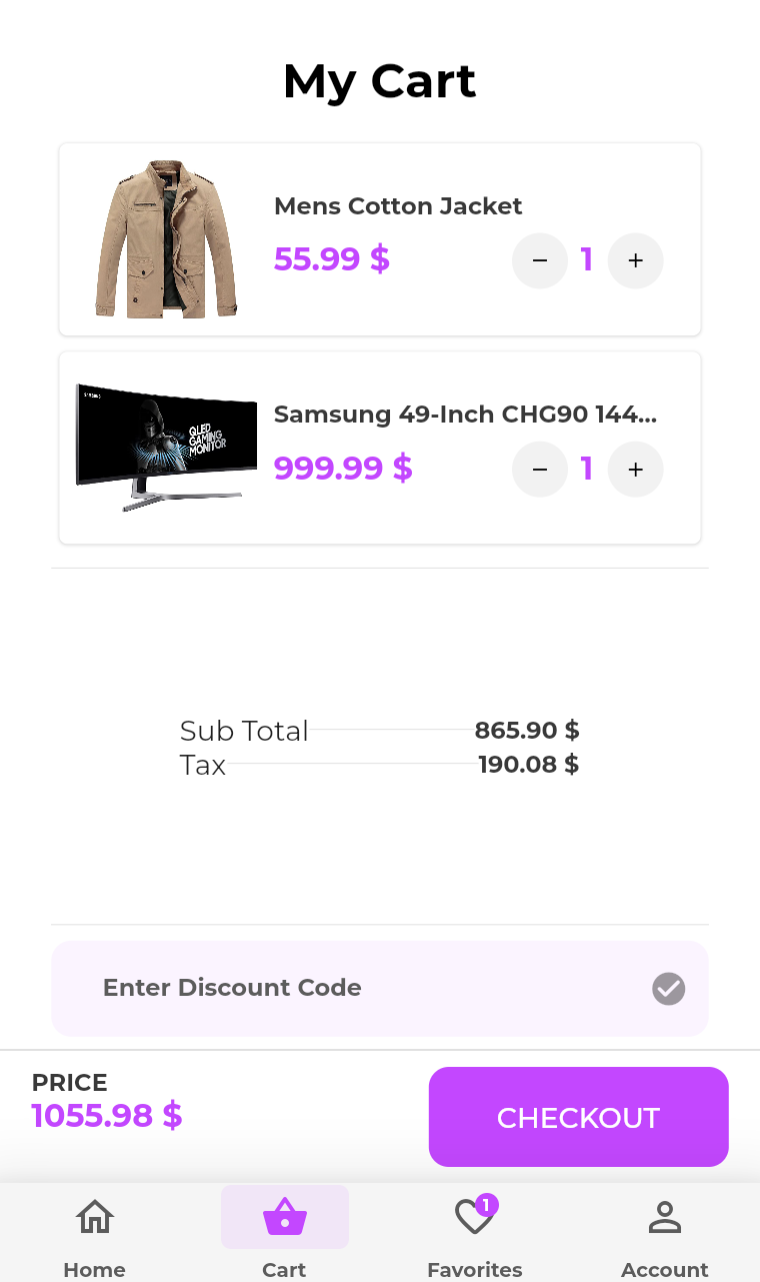 My Cart
Mens Cotton Jacket
55.99 $
− 1 +
SAMSUNG
QLED
GAMING
MONITOR
Samsung 49-Inch CHG90 144...
999.99 $
− 1 +
Sub Total 865.90 $
Tax 190.08 $
Enter Discount Code
PRICE
1055.98 $
CHECKOUT
1
Home Cart Favorites Account